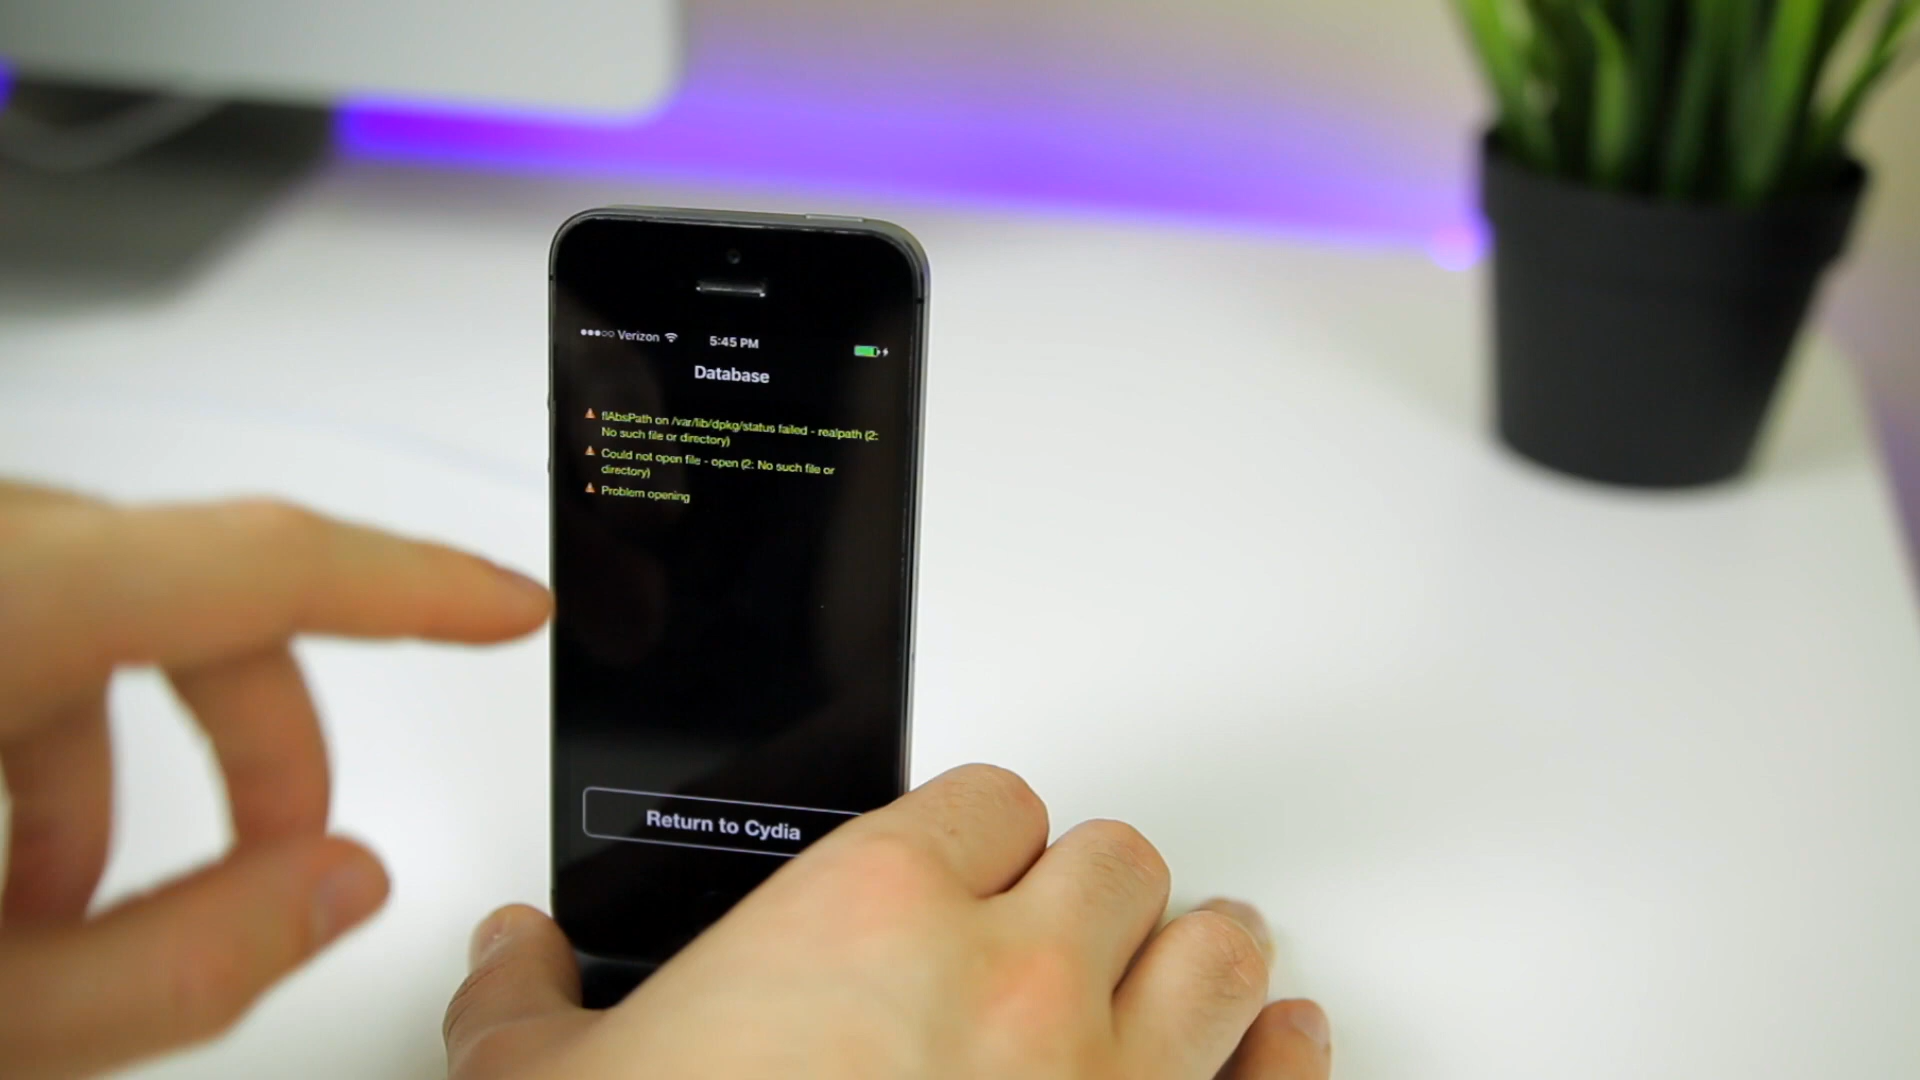 Verizon 5:45 PM
Database
flAbsPath on /var/lib/dpkg/status failed - realpath (2:
No such file or directory)
Could not open file - open (2: No such file or
directory)
Problem opening
Return to Cydia